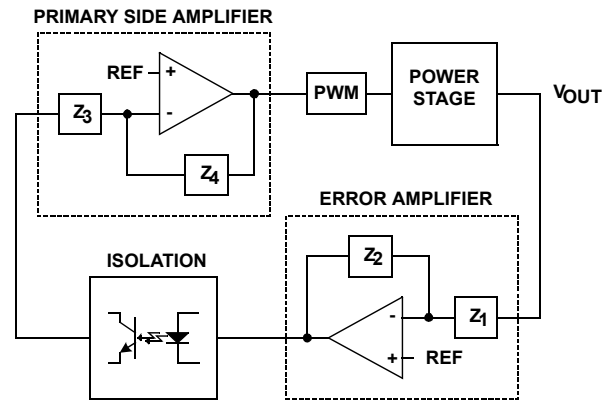 PRIMARY SIDE AMPLIFIER
REF
+
-
Z3
Z4
PWM
POWER
STAGE
VOUT
ERROR AMPLIFIER
ISOLATION
Z2
-
Z1
+
REF